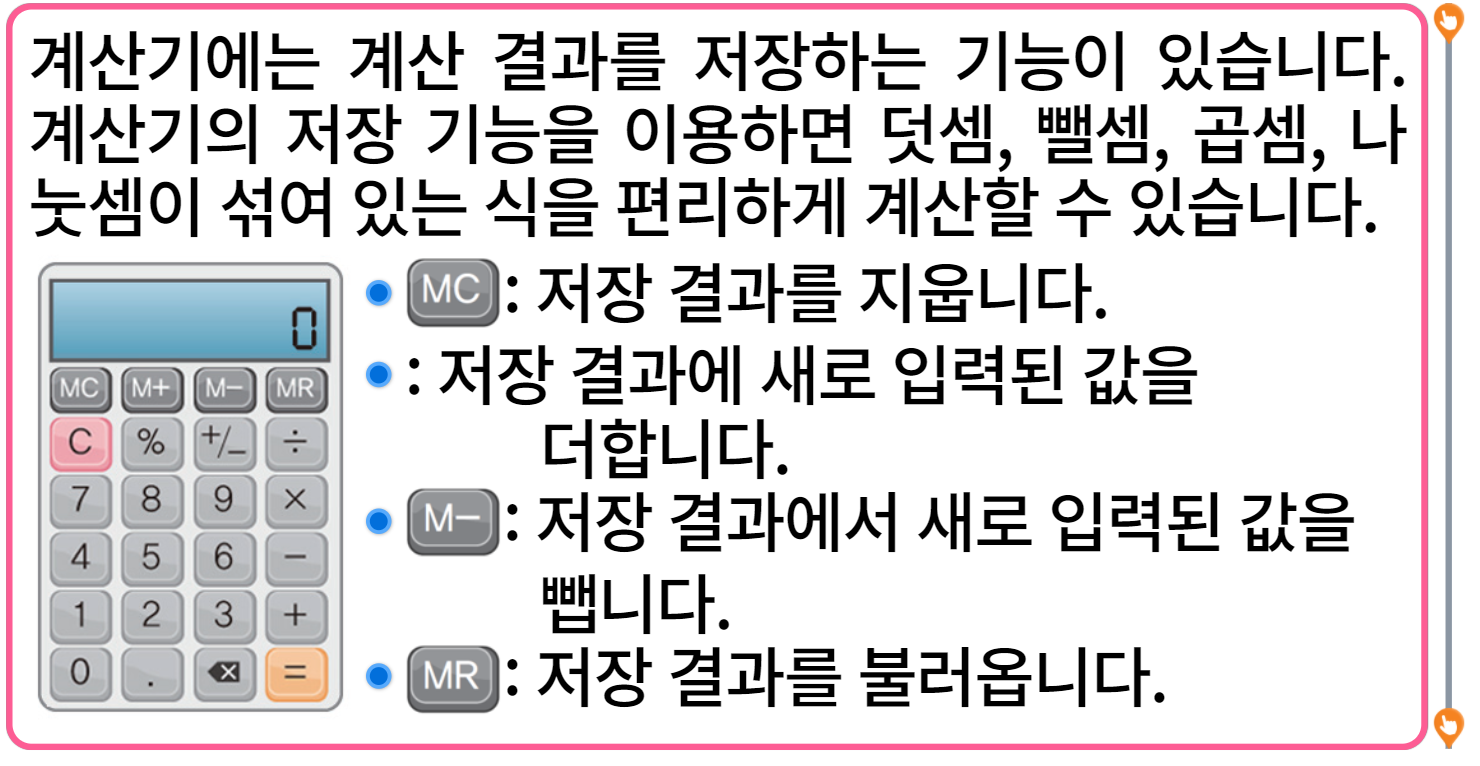 계산기에는 계산 결과를 저장하는 기능이 있습니다.
계산기의 저장 기능을 이용하면 덧셈, 뺄셈, 곱셈, 나
눗셈이 섞여 있는 식을 편리하게 계산할 수 있습니다.
0
MC M+ M− MR
C % +/− ÷
7 8 9 ×
4 5 6 −
1 2 3 +
0 . =
MC : 저장 결과를 지웁니다.
: 저장 결과에 새로 입력된 값을
더합니다.
M− : 저장 결과에서 새로 입력된 값을
뺍니다.
MR : 저장 결과를 불러옵니다.